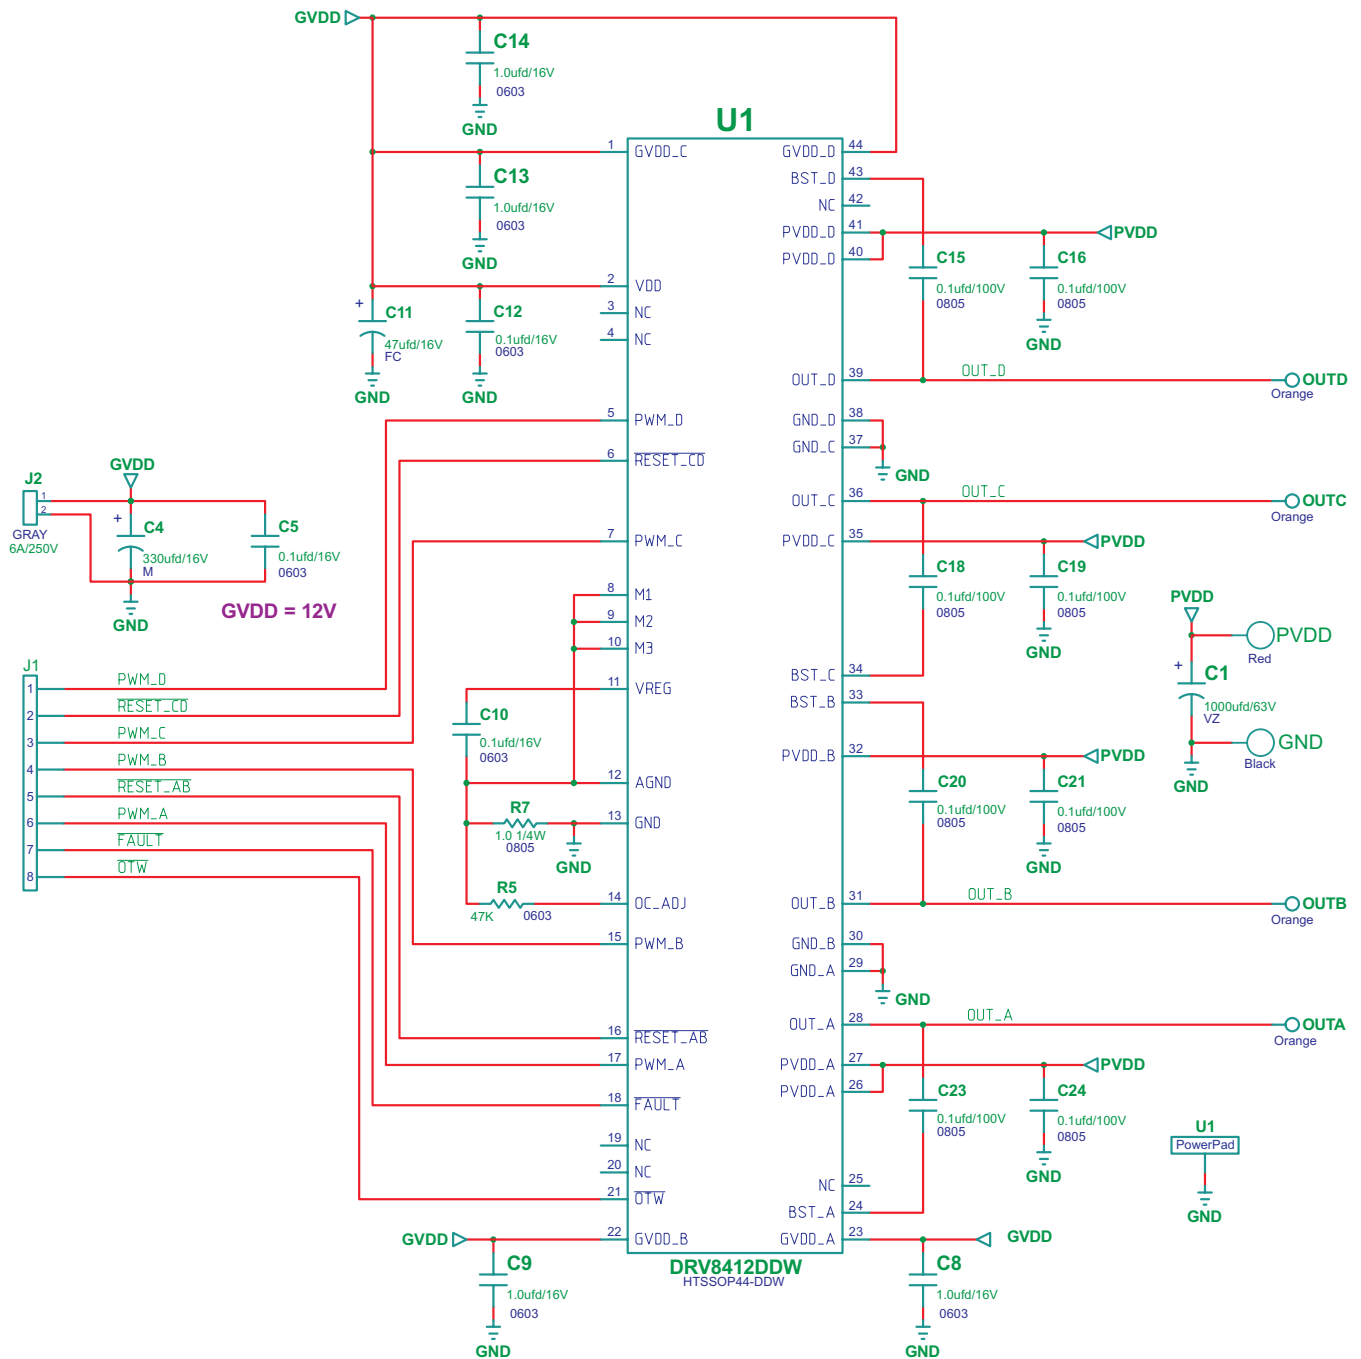 GVDD
C14
1.0ufd/16V
0603
GND
U1
1 GVDD_C
GVDD_D 44
BST_D 43
NC 42
PVDD_D 41
PVDD_D 40
PVDD
C13
1.0ufd/16V
0603
GND
C15
0.1ufd/100V
0805
C16
0.1ufd/100V
0805
GND
2 VDD
3 NC
4 NC
+
C11
47ufd/16V
FC
GND
C12
0.1ufd/16V
0603
GND
OUT_D 39
OUT_D
OUTD
Orange
5 PWM_D
GND_D 38
GND_C 37
GND
6 RESET_CD
J2
1
2
GRAY
6A/250V
GVDD
+
C4
330ufd/16V
M
C5
0.1ufd/16V
0603
GND
GVDD = 12V
OUT_C 36
OUT_C
OUTC
Orange
7 PWM_C
PVDD_C 35
PVDD
C18
0.1ufd/100V
0805
C19
0.1ufd/100V
0805
GND
8 M1
9 M2
10 M3
PVDD
PVDD
Red
+
C1
1000ufd/63V
VZ
GND
Black
GND
J1
1 PWM_D
2 RESET_CD
3 PWM_C
4 PWM_B
5 RESET_AB
6 PWM_A
7 FAULT
8 OTW
11 VREG
BST_C 34
BST_B 33
C10
0.1ufd/16V
0603
PVDD_B 32
PVDD
12 AGND
C20
0.1ufd/100V
0805
C21
0.1ufd/100V
0805
GND
13 GND
R7
1.0 1/4W
0805
GND
R5
47K
0603
14 OC_ADJ
OUT_B 31
OUT_B
OUTB
Orange
15 PWM_B
GND_B 30
GND_A 29
GND
16 RESET_AB
17 PWM_A
OUT_A 28
OUT_A
OUTA
Orange
PVDD_A 27
PVDD_A 26
PVDD
18 FAULT
C23
0.1ufd/100V
0805
C24
0.1ufd/100V
0805
GND
U1
PowerPad
GND
19 NC
20 NC
21 OTW
NC 25
BST_A 24
GVDD
22 GVDD_B
GVDD_A 23
GVDD
C9
1.0ufd/16V
0603
GND
DRV8412DDW
HTSSOP44-DDW
C8
1.0ufd/16V
0603
GND